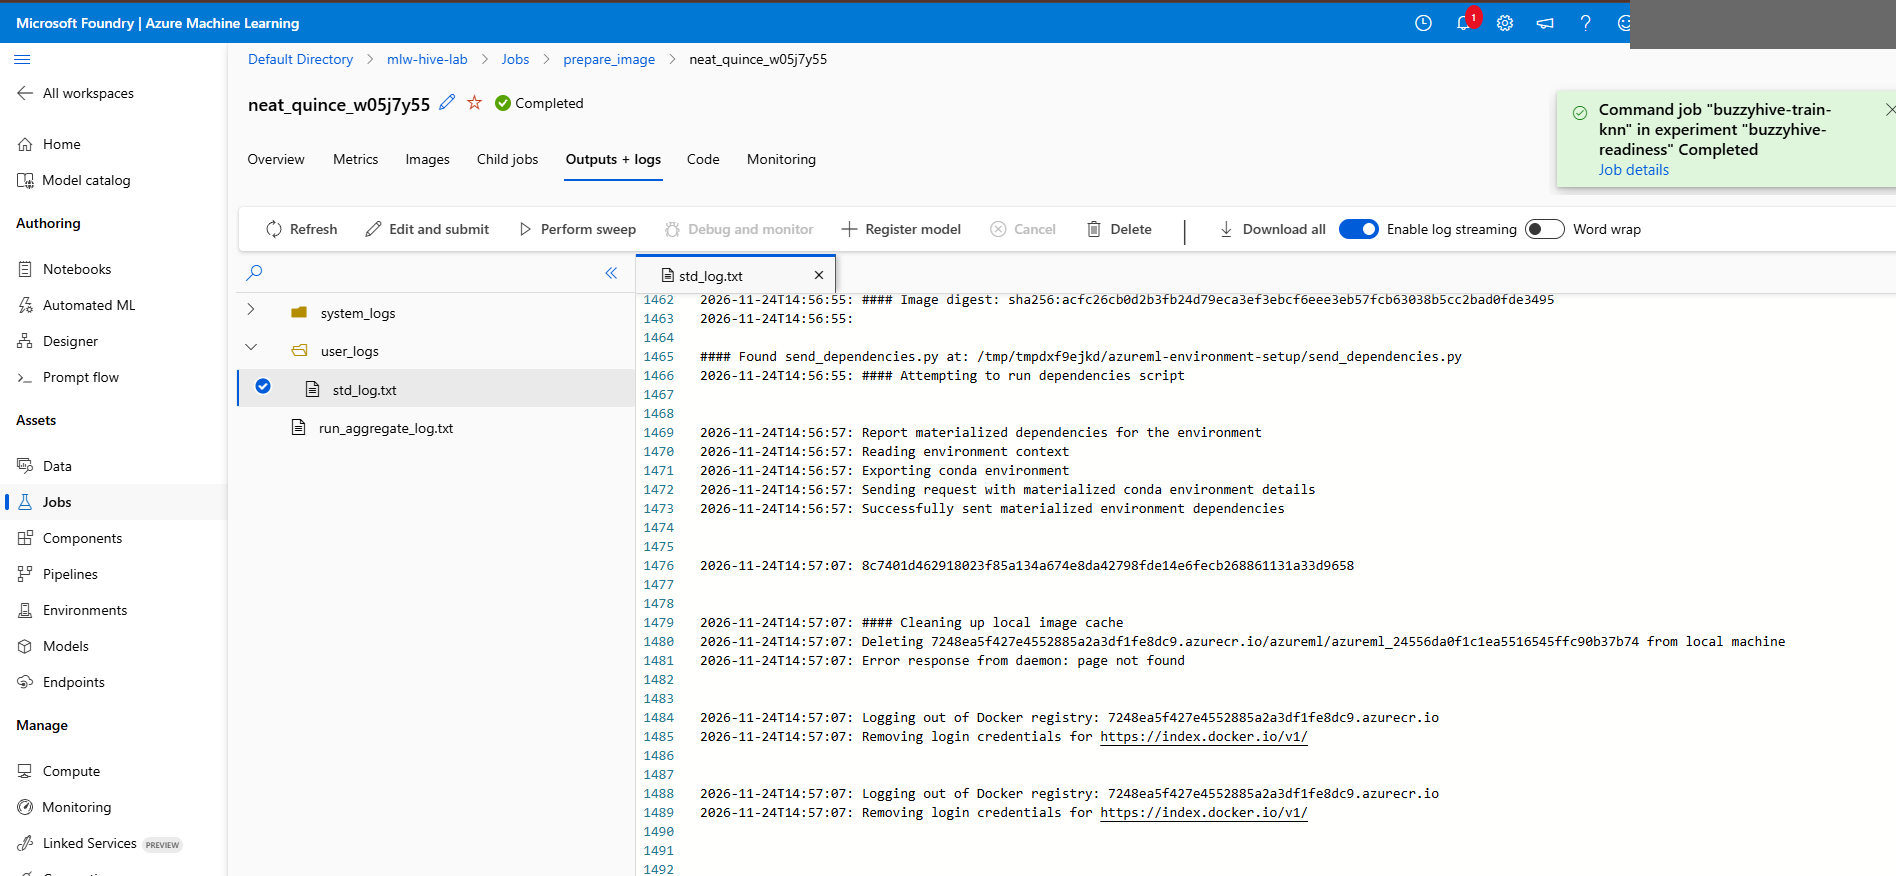 Microsoft Foundry | Azure Machine Learning
1
Default Directory > mlw-hive-lab > Jobs > prepare_image > neat_quince_w05j7y55
All workspaces
neat_quince_w05j7y55 Completed
Command job "buzzyhive-train-
knn" in experiment "buzzyhive-
readiness" Completed
Job details
Overview Metrics Images Child jobs Outputs + logs Code Monitoring
Refresh Edit and submit Perform sweep Debug and monitor Register model Cancel Delete Download all Enable log streaming Word wrap
Home
Model catalog
Authoring
Notebooks
Automated ML
Designer
Prompt flow
Assets
Data
Jobs
Components
Pipelines
Environments
Models
Endpoints
Manage
Compute
Monitoring
Linked Services PREVIEW
system_logs
user_logs
std_log.txt
run_aggregate_log.txt
std_log.txt
1462 2026-11-24T14:56:55: #### Image digest: sha256:acfc26cb0d2b3fb24d79eca3ef3ebcf6eee3eb57fcb63038b5cc2bad0fde3495
1463 2026-11-24T14:56:55:
1464
1465 #### Found send_dependencies.py at: /tmp/tmpdxf9ejkd/azureml-environment-setup/send_dependencies.py
1466 2026-11-24T14:56:55: #### Attempting to run dependencies script
1467
1468
1469 2026-11-24T14:56:57: Report materialized dependencies for the environment
1470 2026-11-24T14:56:57: Reading environment context
1471 2026-11-24T14:56:57: Exporting conda environment
1472 2026-11-24T14:56:57: Sending request with materialized conda environment details
1473 2026-11-24T14:56:57: Successfully sent materialized environment dependencies
1474
1475
1476 2026-11-24T14:57:07: 8c7401d462918023f85a134a674e8da42798fde14e6fecb268861131a33d9658
1477
1478
1479 2026-11-24T14:57:07: #### Cleaning up local image cache
1480 2026-11-24T14:57:07: Deleting 7248ea5f427e4552885a2a3df1fe8dc9.azurecr.io/azureml/azureml_24556da0f1c1ea5516545ffc90b37b74 from local machine
1481 2026-11-24T14:57:07: Error response from daemon: page not found
1482
1483
1484 2026-11-24T14:57:07: Logging out of Docker registry: 7248ea5f427e4552885a2a3df1fe8dc9.azurecr.io
1485 2026-11-24T14:57:07: Removing login credentials for https://index.docker.io/v1/
1486
1487
1488 2026-11-24T14:57:07: Logging out of Docker registry: 7248ea5f427e4552885a2a3df1fe8dc9.azurecr.io
1489 2026-11-24T14:57:07: Removing login credentials for https://index.docker.io/v1/
1490
1491
1492